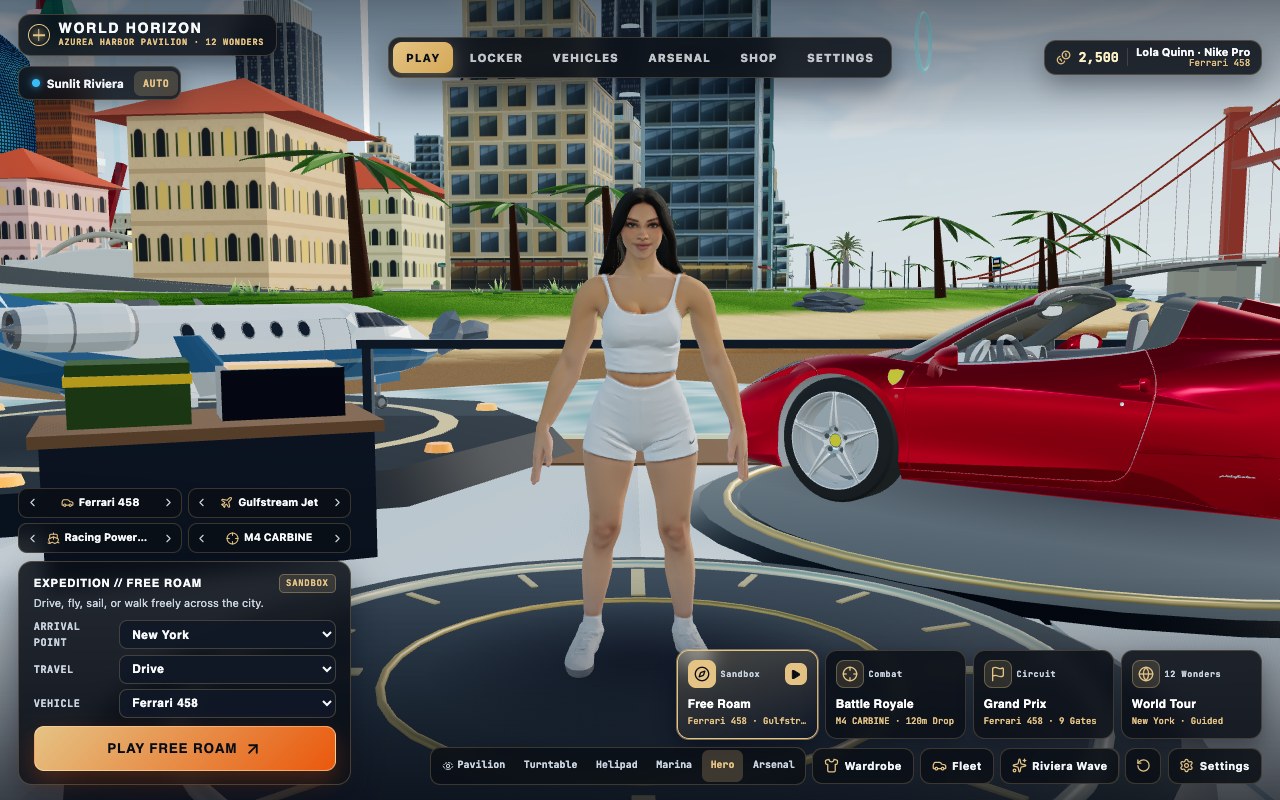 WORLD HORIZON
AZUREA HARBOR PAVILION · 12 WONDERS
Sunlit Riviera AUTO
PLAY LOCKER VEHICLES ARSENAL SHOP SETTINGS
2,500
Lola Quinn · Nike Pro
Ferrari 458
Ferrari 458
Gulfstream Jet
Racing Power...
M4 CARBINE
EXPEDITION // FREE ROAM SANDBOX
Drive, fly, sail, or walk freely across the city.
ARRIVAL POINT New York
TRAVEL Drive
VEHICLE Ferrari 458
PLAY FREE ROAM
Sandbox
Free Roam
Ferrari 458 · Gulfstr...
Combat
Battle Royale
M4 CARBINE · 120m Drop
Circuit
Grand Prix
Ferrari 458 · 9 Gates
12 Wonders
World Tour
New York · Guided
Pavilion Turntable Helipad Marina Hero Arsenal
Wardrobe
Fleet
Riviera Wave
Settings